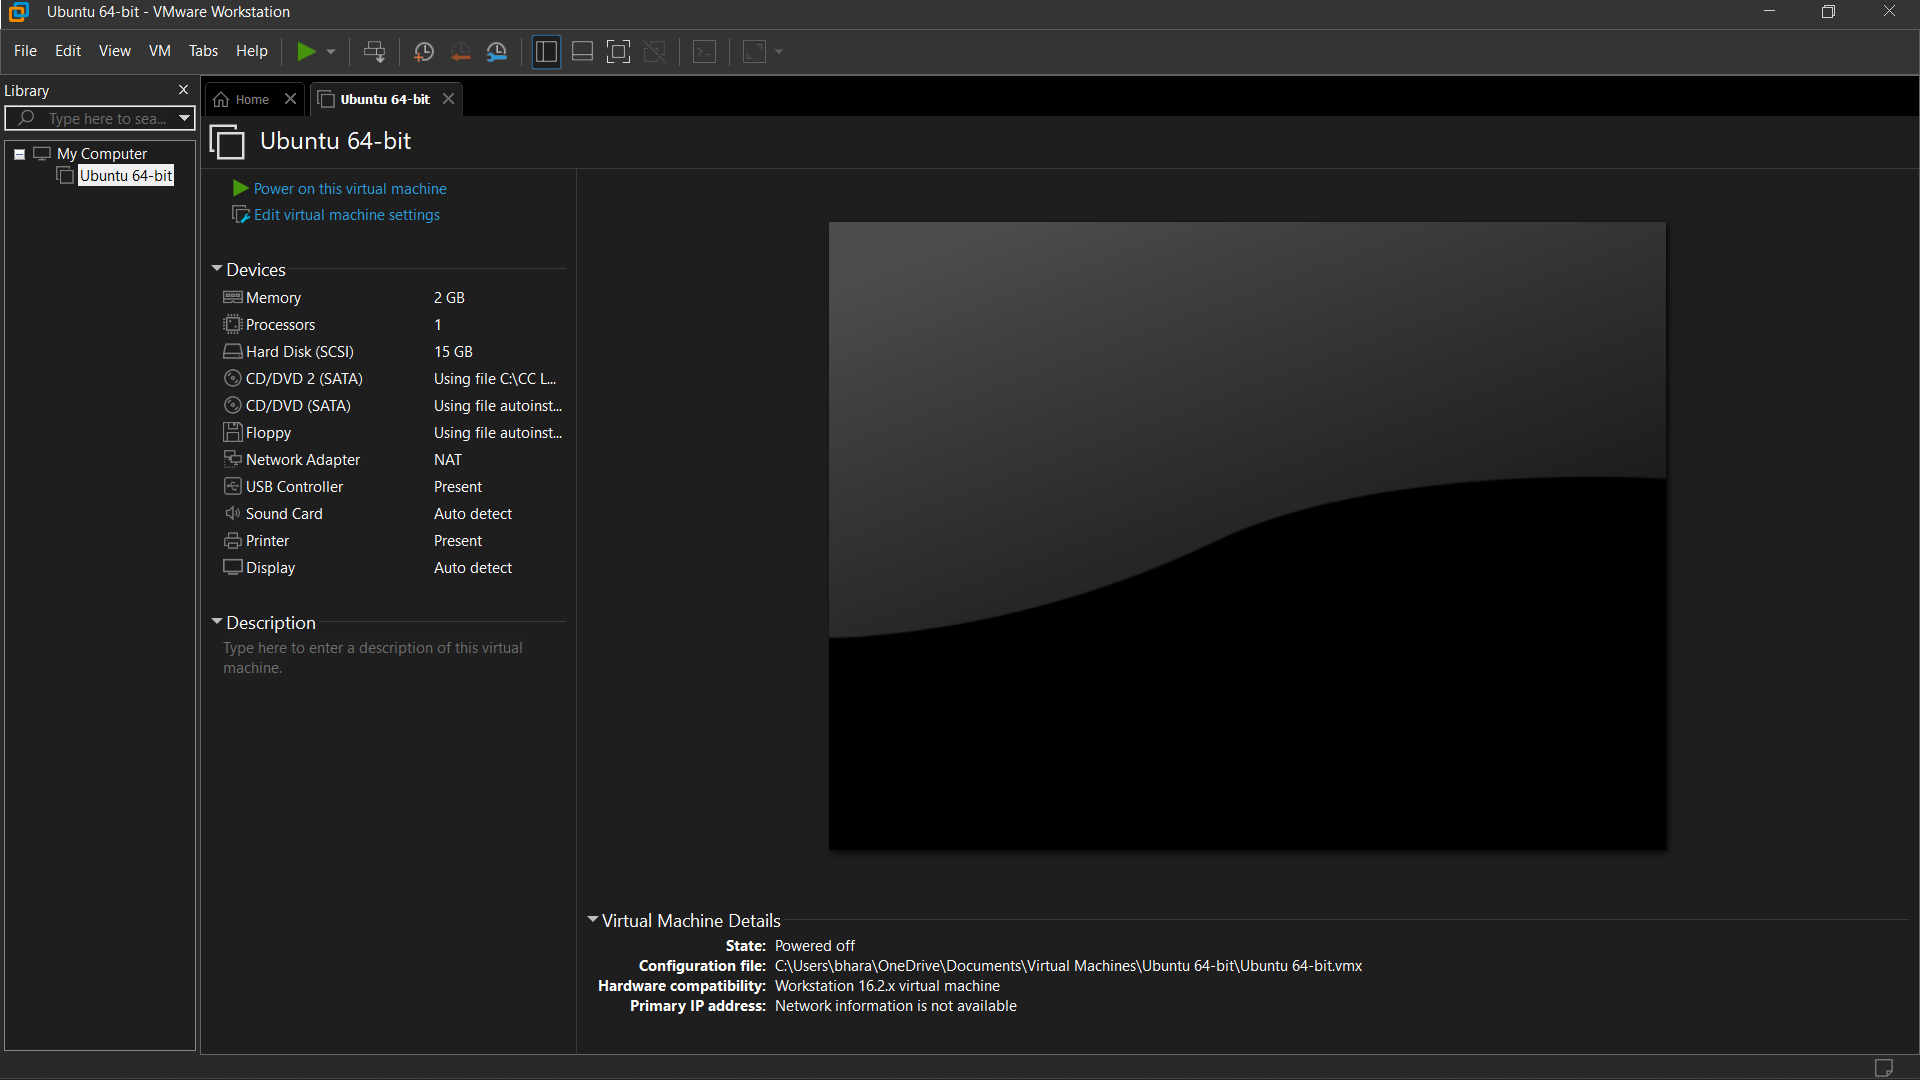 Ubuntu 64-bit - VMware Workstation
File Edit View VM Tabs Help
Library
Type here to sea...
My Computer
Ubuntu 64-bit
Home
Ubuntu 64-bit
Ubuntu 64-bit
Power on this virtual machine
Edit virtual machine settings
Devices
Memory 2 GB
Processors 1
Hard Disk (SCSI) 15 GB
CD/DVD 2 (SATA) Using file C:\CC L...
CD/DVD (SATA) Using file autoinst...
Floppy Using file autoinst...
Network Adapter NAT
USB Controller Present
Sound Card Auto detect
Printer Present
Display Auto detect
Description
Type here to enter a description of this virtual
machine.
Virtual Machine Details
State: Powered off
Configuration file: C:\Users\bhara\OneDrive\Documents\Virtual Machines\Ubuntu 64-bit\Ubuntu 64-bit.vmx
Hardware compatibility: Workstation 16.2.x virtual machine
Primary IP address: Network information is not available